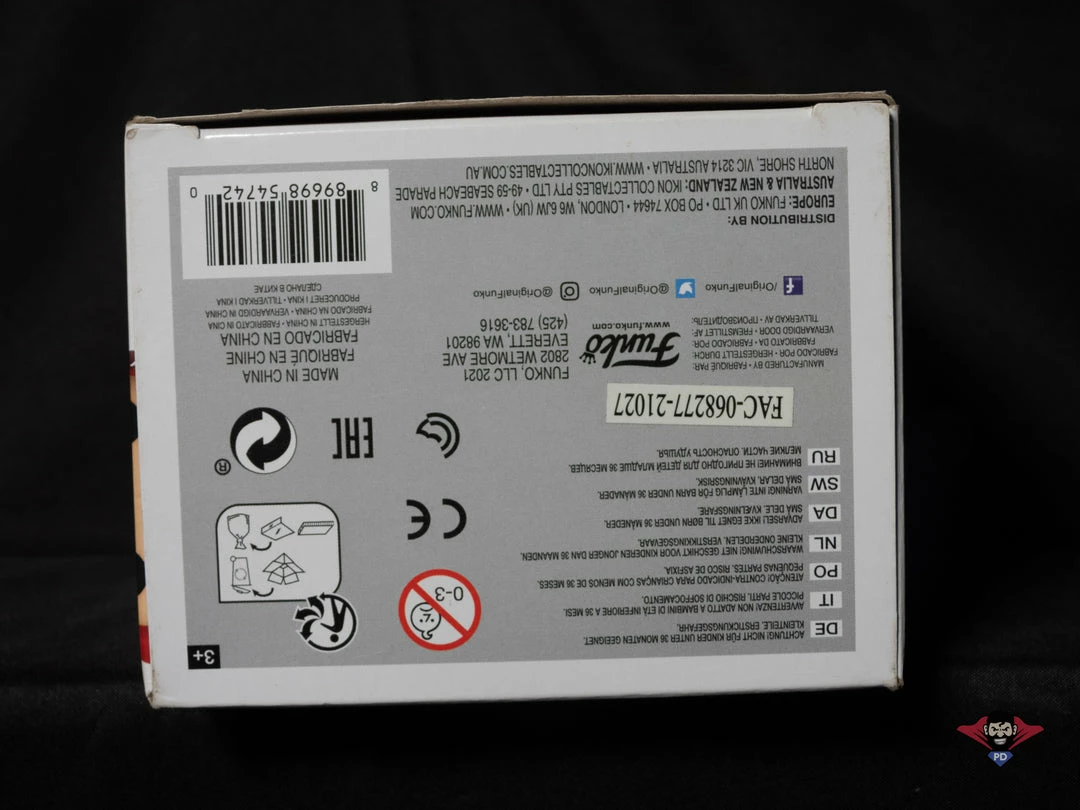 3+
DE
ACHTUNG! NICHT FÜR KINDER UNTER 36 MONATEN GEEIGNET.
KLEINTEILE. ERSTICKUNGSGEFAHR.
IT
AVVERTENZA! NON ADATTO A BAMBINI DI ETÀ INFERIORE A 36 MESI.
PICCOLE PARTI. RISCHIO DI SOFFOCAMENTO.
PO
ATENÇÃO! CONTRA-INDICADO PARA CRIANÇAS COM MENOS DE 36 MESES.
PEQUENAS PARTES. RISCO DE ASFIXIA.
NL
WAARSCHUWING! NIET GESCHIKT VOOR KINDEREN JONGER DAN 36 MAANDEN.
KLEINE ONDERDELEN. VERSTIKKINGSGEVAAR.
DA
ADVARSEL! IKKE EGNET TIL BØRN UNDER 36 MÅNEDER.
SMÅ DELE. KVÆLNINGSFARE.
SW
VARNING! INTE LÄMPLIG FÖR BARN UNDER 36 MÅNADER.
SMÅ DELAR. KVÄVNINGSRISK.
RU
ВНИМАНИЕ! НЕ ПРИГОДНО ДЛЯ ДЕТЕЙ МЛАДШЕ 36 МЕСЯЦЕВ.
МЕЛКИЕ ЧАСТИ. ОПАСНОСТЬ УДУШЬЯ.
0-3
CE
EAC
®
FAC-068277-21027
MANUFACTURED BY • FABRIQUÉ PAR:
FABRICADO POR • HERGESTELLT DURCH:
FABBRICATO DA • FABRICADO POR:
VERVAARDIGD DOOR • FREMSTILLET AF:
TILLVERKAD AV • ПРОИЗВОДИТЕЛЬ:
Funko
www.funko.com
FUNKO, LLC 2021
2802 WETMORE AVE
EVERETT, WA 98201
(425) 783-3616
MADE IN CHINA
FABRIQUÉ EN CHINE
FABRICADO EN CHINA
HERGESTELLT IN CHINA • FABBRICATO IN CINA
FABRICADO NA CHINA • VERVAARDIGD IN CHINA
PRODUCERET I KINA • TILLVERKAD I KINA
СДЕЛАНО В КИТАЕ
/OriginalFunko
@OriginalFunko
@OriginalFunko
DISTRIBUTION BY:
EUROPE: FUNKO UK LTD • PO BOX 74644 • LONDON, W6 6JW (UK) • WWW.FUNKO.COM
AUSTRALIA & NEW ZEALAND: IKON COLLECTABLES PTY LTD • 49-59 SEABEACH PARADE
NORTH SHORE, VIC 3214 AUSTRALIA • WWW.IKONCOLLECTABLES.COM.AU
8 89698 54742 0
PD